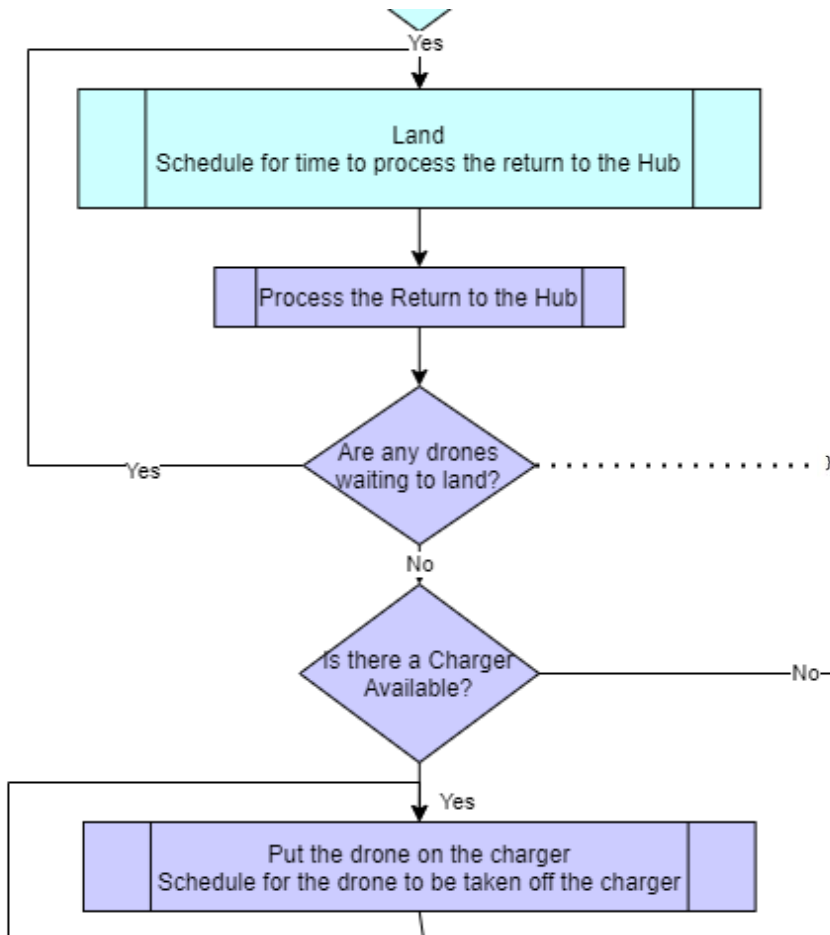 Yes
Land
Schedule for time to process the return to the Hub
Process the Return to the Hub
Are any drones
waiting to land?
Yes
No
Is there a Charger
Available?
No
Yes
Put the drone on the charger
Schedule for the drone to be taken off the charger